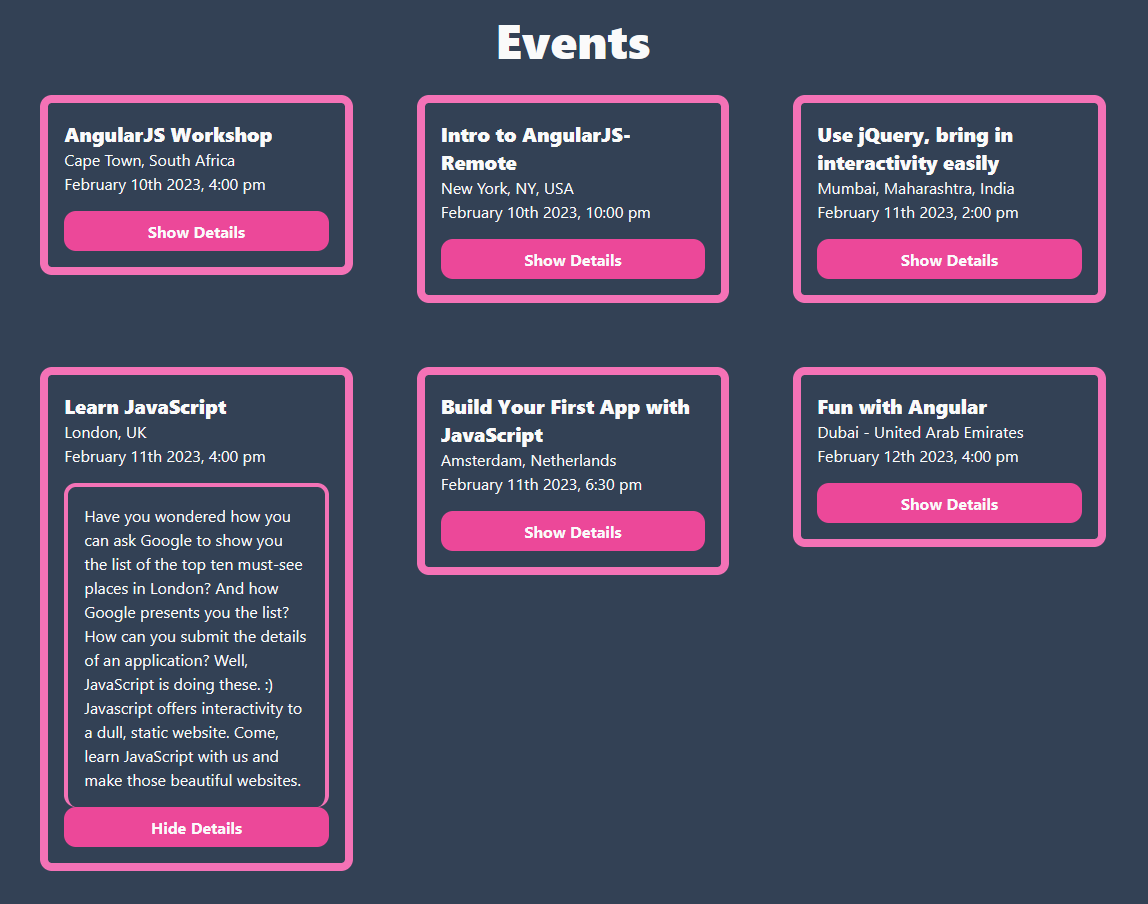 Events
AngularJS Workshop
Cape Town, South Africa
February 10th 2023, 4:00 pm
Show Details
Intro to AngularJS-
Remote
New York, NY, USA
February 10th 2023, 10:00 pm
Show Details
Use jQuery, bring in
interactivity easily
Mumbai, Maharashtra, India
February 11th 2023, 2:00 pm
Show Details
Learn JavaScript
London, UK
February 11th 2023, 4:00 pm
Have you wondered how you
can ask Google to show you
the list of the top ten must-see
places in London? And how
Google presents you the list?
How can you submit the details
of an application? Well,
JavaScript is doing these. :)
Javascript offers interactivity to
a dull, static website. Come,
learn JavaScript with us and
make those beautiful websites.
Hide Details
Build Your First App with
JavaScript
Amsterdam, Netherlands
February 11th 2023, 6:30 pm
Show Details
Fun with Angular
Dubai - United Arab Emirates
February 12th 2023, 4:00 pm
Show Details